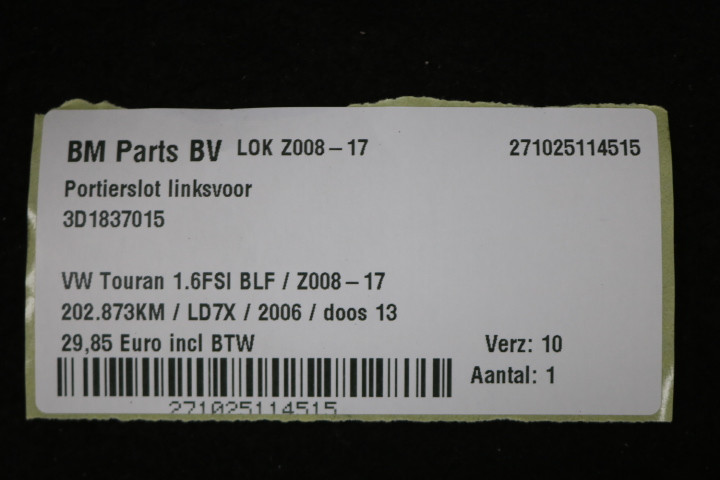 BM Parts BV LOK Z008-17 271025114515
Portierslot linksvoor
3D1837015
VW Touran 1.6FSI BLF / Z008-17
202.873KM / LD7X / 2006 / doos 13
29,85 Euro incl BTW Verz: 10
Aantal: 1
271025114515